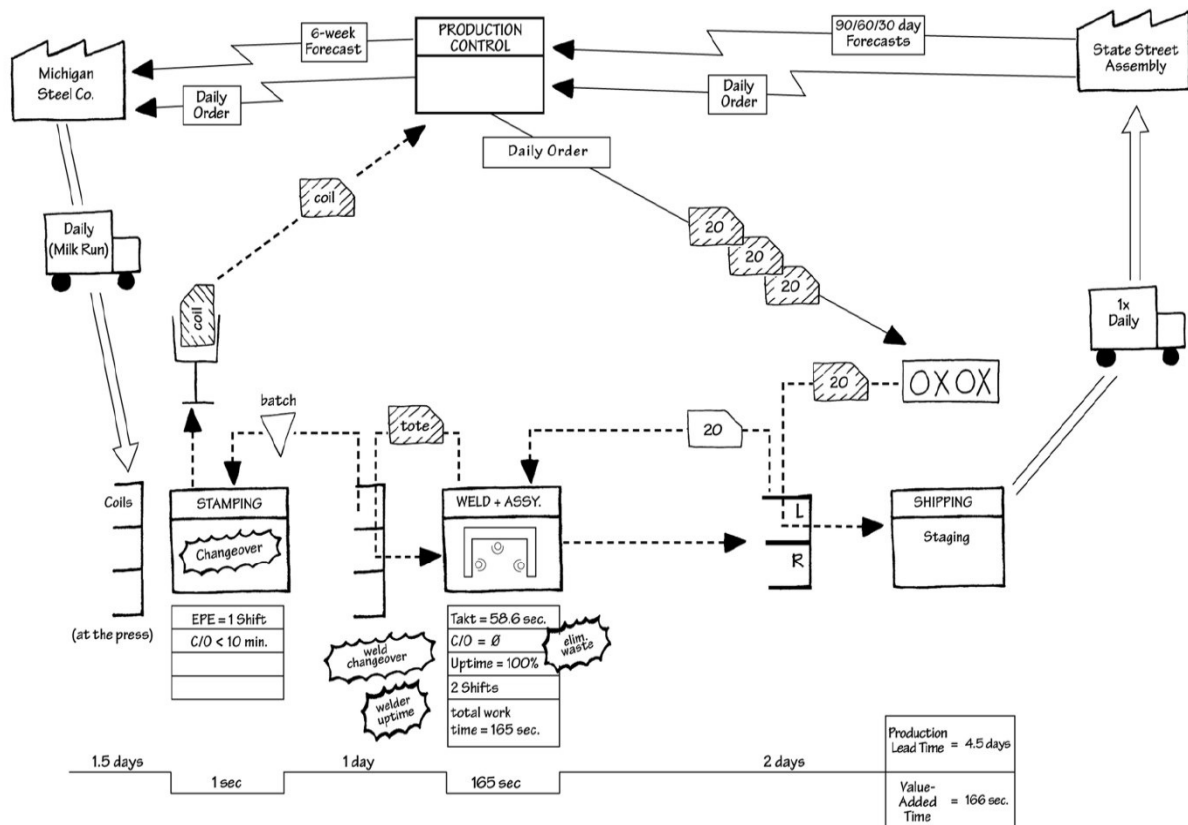 6-week
Forecast
PRODUCTION
CONTROL
90/60/30 day
Forecasts
Michigan
Steel Co.
State Street
Assembly
Daily
Order
Daily
Order
Daily Order
coil
20
20
20
Daily
(Milk Run)
coil
1x
Daily
20
OXOX
batch
tote
20
Coils
STAMPING
Changeover
WELD + ASSY.
L
R
SHIPPING
Staging
(at the press)
EPE = 1 Shift
C/O < 10 min.
weld
changeover
welder
uptime
Takt = 58.6 sec.
C/O = Ø
Uptime = 100%
2 Shifts
total work
time = 165 sec.
elim.
waste
1.5 days
1 sec
1 day
165 sec
2 days
Production
Lead Time = 4.5 days
Value-
Added = 166 sec.
Time